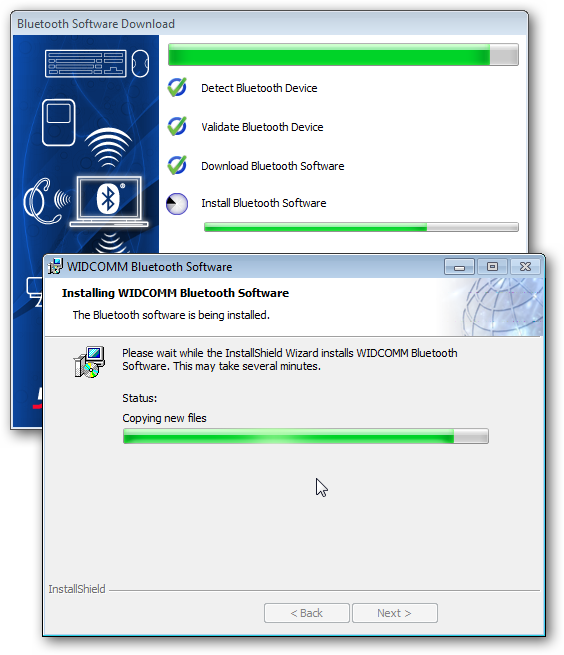 Bluetooth Software Download
Detect Bluetooth Device
Validate Bluetooth Device
Download Bluetooth Software
Install Bluetooth Software
WIDCOMM Bluetooth Software
Installing WIDCOMM Bluetooth Software
The Bluetooth software is being installed.
Please wait while the InstallShield Wizard installs WIDCOMM Bluetooth
Software. This may take several minutes.
Status:
Copying new files
InstallShield
< Back
Next >